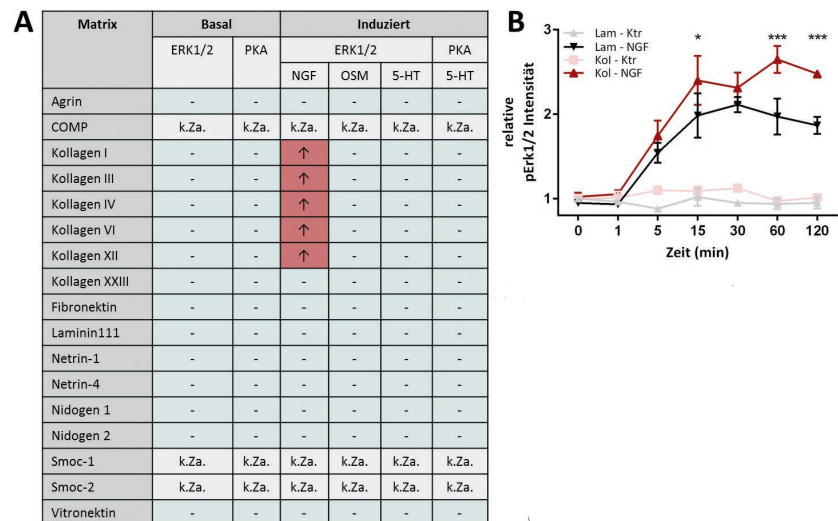 A
Matrix Basal Induziert
ERK1/2 PKA ERK1/2 PKA
NGF OSM 5-HT 5-HT
Agrin - - - - - -
COMP k.Za. k.Za. k.Za. k.Za. k.Za. k.Za.
Kollagen I - - ↑ - - -
Kollagen III - - ↑ - - -
Kollagen IV - - ↑ - - -
Kollagen VI - - ↑ - - -
Kollagen XII - - ↑ - - -
Kollagen XXIII - - - - - -
Fibronektin - - - - - -
Laminin111 - - - - - -
Netrin-1 - - - - - -
Netrin-4 - - - - - -
Nidogen 1 - - - - - -
Nidogen 2 - - - - - -
Smoc-1 k.Za. k.Za. k.Za. k.Za. k.Za. k.Za.
Smoc-2 k.Za. k.Za. k.Za. k.Za. k.Za. k.Za.
Vitronektin - - - - - -
B
Lam - Ktr
Lam - NGF
Kol - Ktr
Kol - NGF
* *** ***
relative
pErk1/2 Intensität
3
2
1
0 1 5 15 30 60 120
Zeit (min)